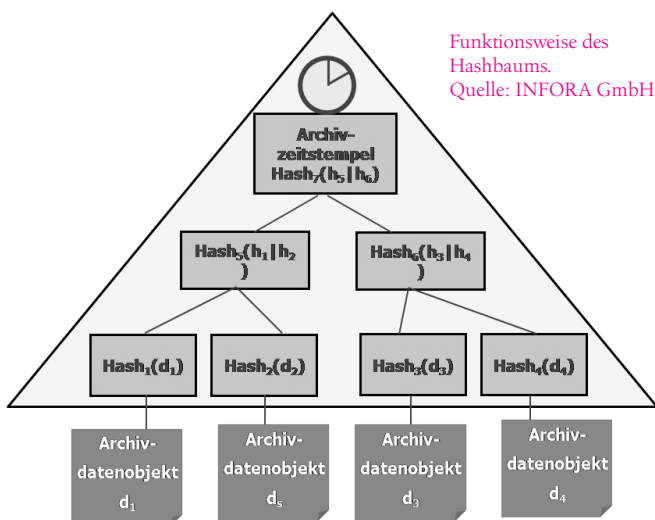 Funktionsweise des
Hashbaums.
Quelle: INFORA GmbH
Archiv-
zeitstempel
Hash₇(h₅|h₆)
Hash₅(h₁|h₂
)
Hash₆(h₃|h₄
)
Hash₁(d₁)
Hash₂(d₂)
Hash₃(d₃)
Hash₄(d₄)
Archiv-
datenobjekt
d₁
Archiv-
datenobjekt
dₛ
Archiv-
datenobjekt
d₃
Archiv-
datenobjekt
d₄